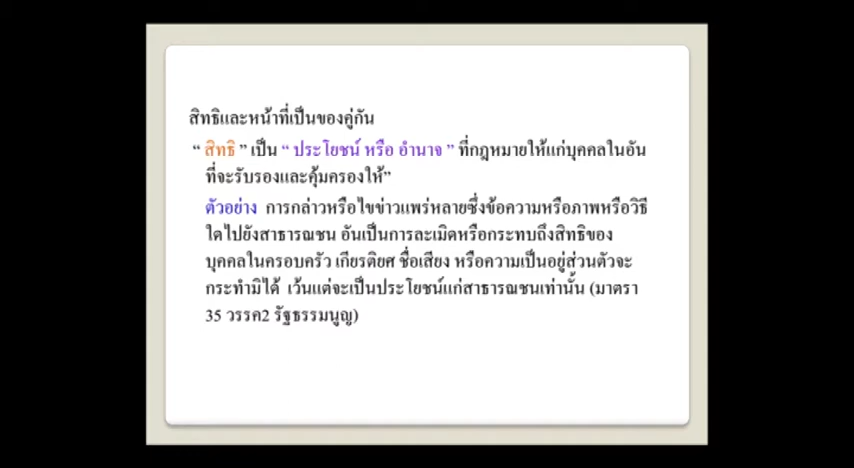 สิทธิและหน้าที่เป็นของคู่กัน
“ สิทธิ ” เป็น “ ประโยชน์ หรือ อำนาจ ” ที่กฎหมายให้แก่บุคคลในอัน
ที่จะรับรองและคุ้มครองให้”
ตัวอย่าง การกล่าวหรือไขข่าวแพร่หลายซึ่งข้อความหรือภาพหรือวิธี
ใดไปยังสาธารณชน อันเป็นการละเมิดหรือกระทบถึงสิทธิของ
บุคคลในครอบครัว เกียรติยศ ชื่อเสียง หรือความเป็นอยู่ส่วนตัวจะ
กระทำมิได้ เว้นแต่จะเป็นประโยชน์แก่สาธารณชนเท่านั้น (มาตรา
35 วรรค2 รัฐธรรมนูญ)